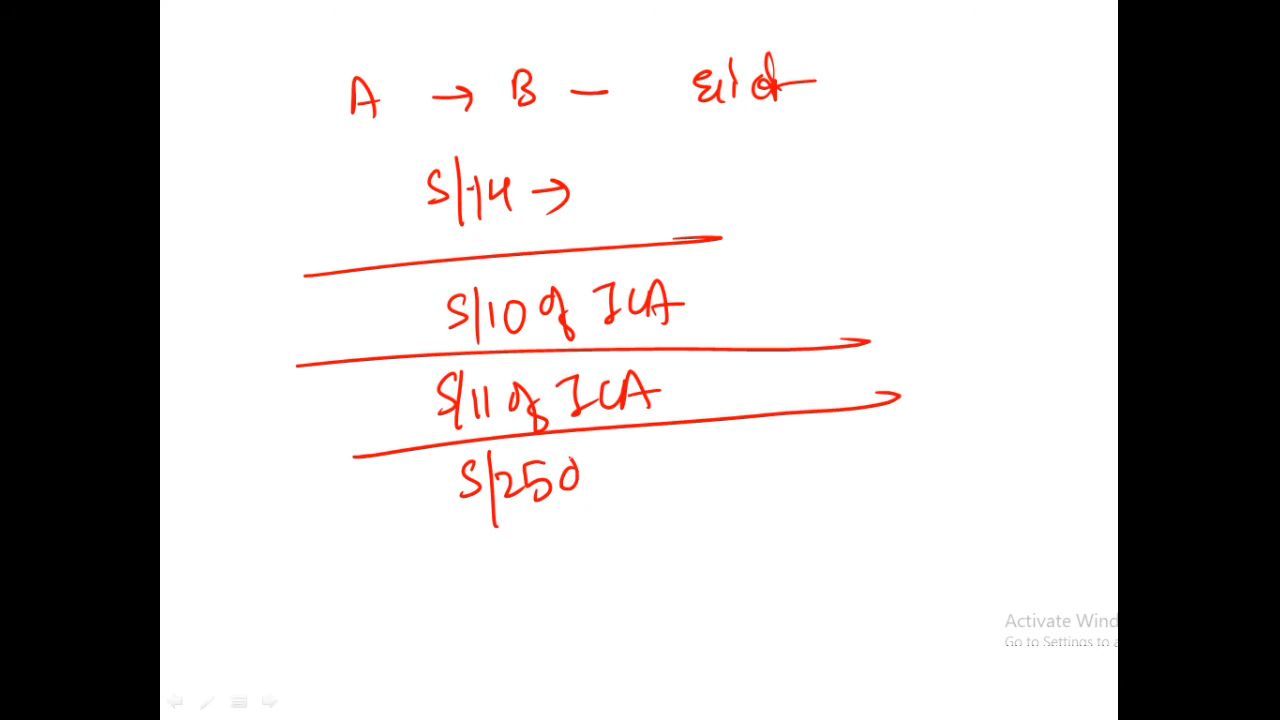 A → B –
S/14 →
S/10 of ICA
S/11 of ICA
S/250
Activate Wind
Go to Settings to a